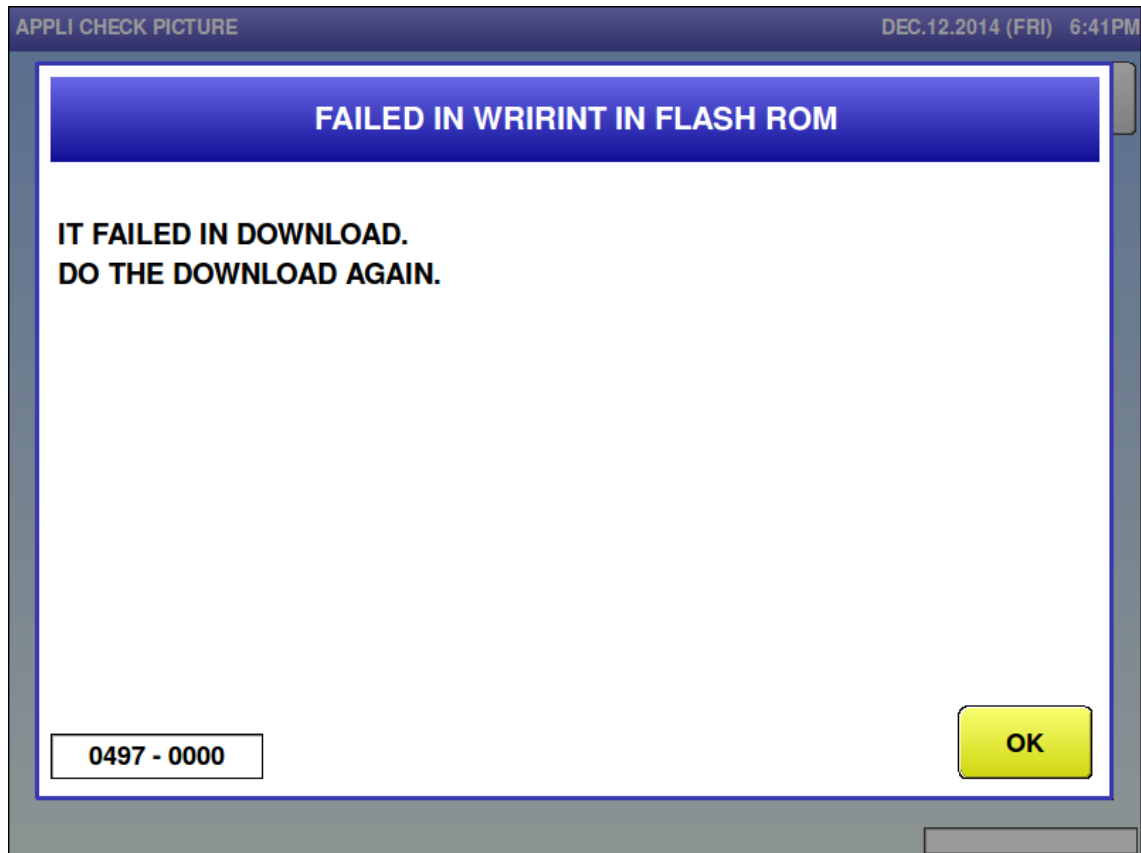 APPLI CHECK PICTURE DEC.12.2014 (FRI) 6:41PM
FAILED IN WRIRINT IN FLASH ROM
IT FAILED IN DOWNLOAD.
DO THE DOWNLOAD AGAIN.
0497 - 0000
OK